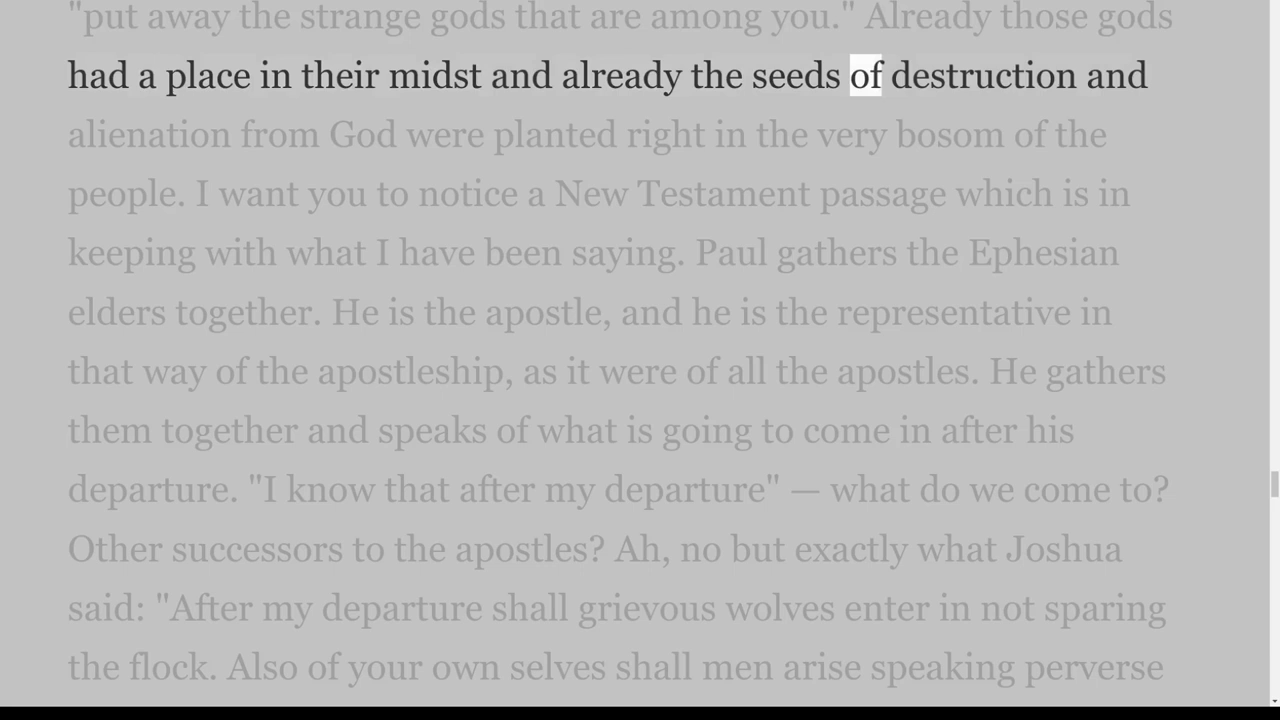 "put away the strange gods that are among you." Already those gods
had a place in their midst and already the seeds of destruction and
alienation from God were planted right in the very bosom of the
people. I want you to notice a New Testament passage which is in
keeping with what I have been saying. Paul gathers the Ephesian
elders together. He is the apostle, and he is the representative in
that way of the apostleship, as it were of all the apostles. He gathers
them together and speaks of what is going to come in after his
departure. "I know that after my departure" — what do we come to?
Other successors to the apostles? Ah, no but exactly what Joshua
said: "After my departure shall grievous wolves enter in not sparing
the flock. Also of your own selves shall men arise speaking perverse